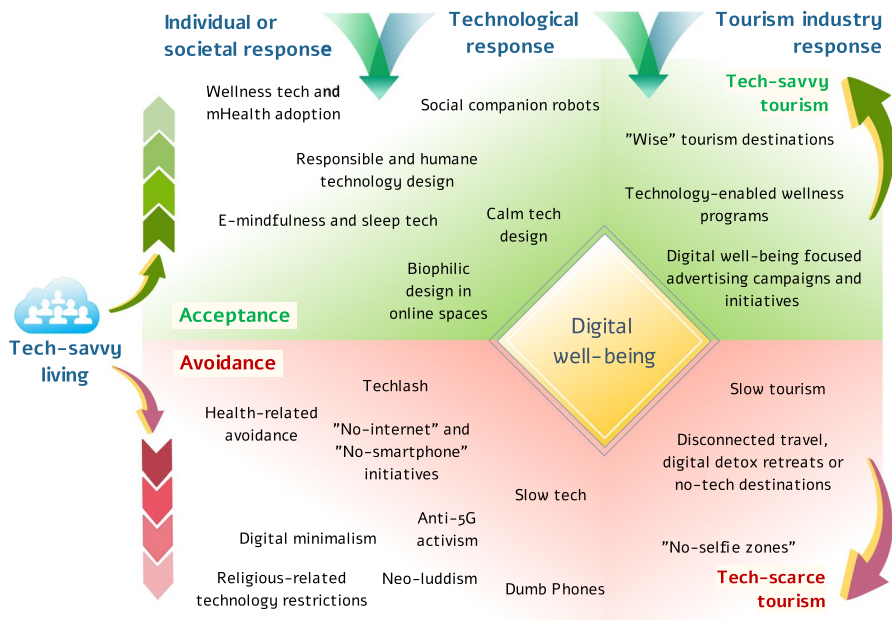 Individual or
societal response
Technological
response
Tourism industry
response
Tech-savvy
tourism
Wellness tech and
mHealth adoption
Social companion robots
"Wise" tourism destinations
Responsible and humane
technology design
Technology-enabled wellness
programs
E-mindfulness and sleep tech
Calm tech
design
Digital well-being focused
advertising campaigns and
initiatives
Biophilic
design in
online spaces
Acceptance
Digital
well-being
Tech-savvy
living
Avoidance
Techlash
Slow tourism
Health-related
avoidance
"No-internet" and
"No-smartphone"
initiatives
Disconnected travel,
digital detox retreats or
no-tech destinations
Slow tech
Anti-5G
activism
Digital minimalism
"No-selfie zones"
Religious-related
technology restrictions
Neo-luddism
Dumb Phones
Tech-scarce
tourism